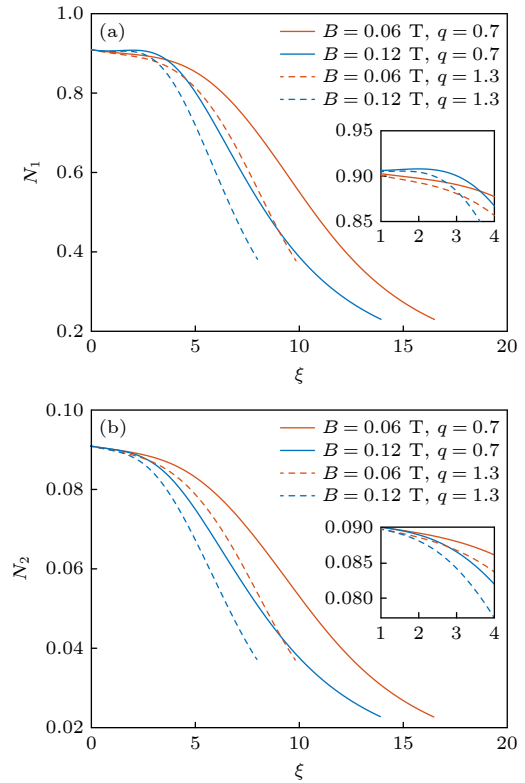 (a)
B = 0.06 T, q = 0.7
B = 0.12 T, q = 0.7
B = 0.06 T, q = 1.3
B = 0.12 T, q = 1.3
1.0
0.8
0.6
0.4
0.2
N₁
0.95
0.90
0.85
1 2 3 4
0 5 10 15 20
ξ
(b)
B = 0.06 T, q = 0.7
B = 0.12 T, q = 0.7
B = 0.06 T, q = 1.3
B = 0.12 T, q = 1.3
0.10
0.08
0.06
0.04
0.02
N₂
0.090
0.085
0.080
1 2 3 4
0 5 10 15 20
ξ